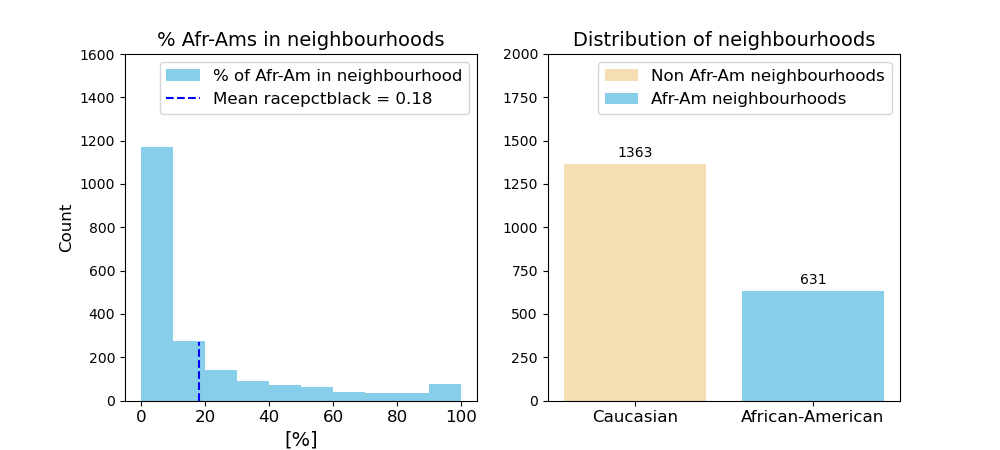 % Afr-Ams in neighbourhoods
1600
1400
1200
1000
800
600
400
200
0
Count
% of Afr-Am in neighbourhood
Mean racepctblack = 0.18
0 20 40 60 80 100
[%]
Distribution of neighbourhoods
2000
1750
1500
1250
1000
750
500
250
0
Non Afr-Am neighbourhoods
Afr-Am neighbourhoods
1363
631
Caucasian African-American